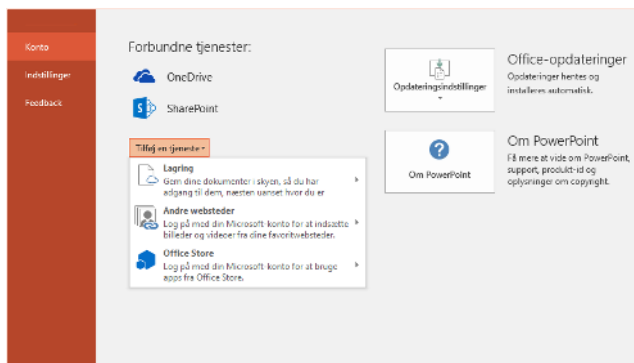 Konto
Indstillinger
Feedback
Forbundne tjenester:
OneDrive
SharePoint
Tilføj en tjeneste
Lagring
Gem dine dokumenter i skyen, så du har
adgang til dem, næsten uanset hvor du er
Andre websteder
Log på med din Microsoft-konto for at indsætte
billeder og videoer fra dine favoritwebsteder.
Office Store
Log på med din Microsoft-konto for at bruge
apps fra Office Store.
Opdateringsindstillinger
Office-opdateringer
Opdateringer hentes og
installeres automatisk.
Om PowerPoint
Om PowerPoint
Få mere at vide om PowerPoint,
support, produkt-id og
oplysninger om copyright.